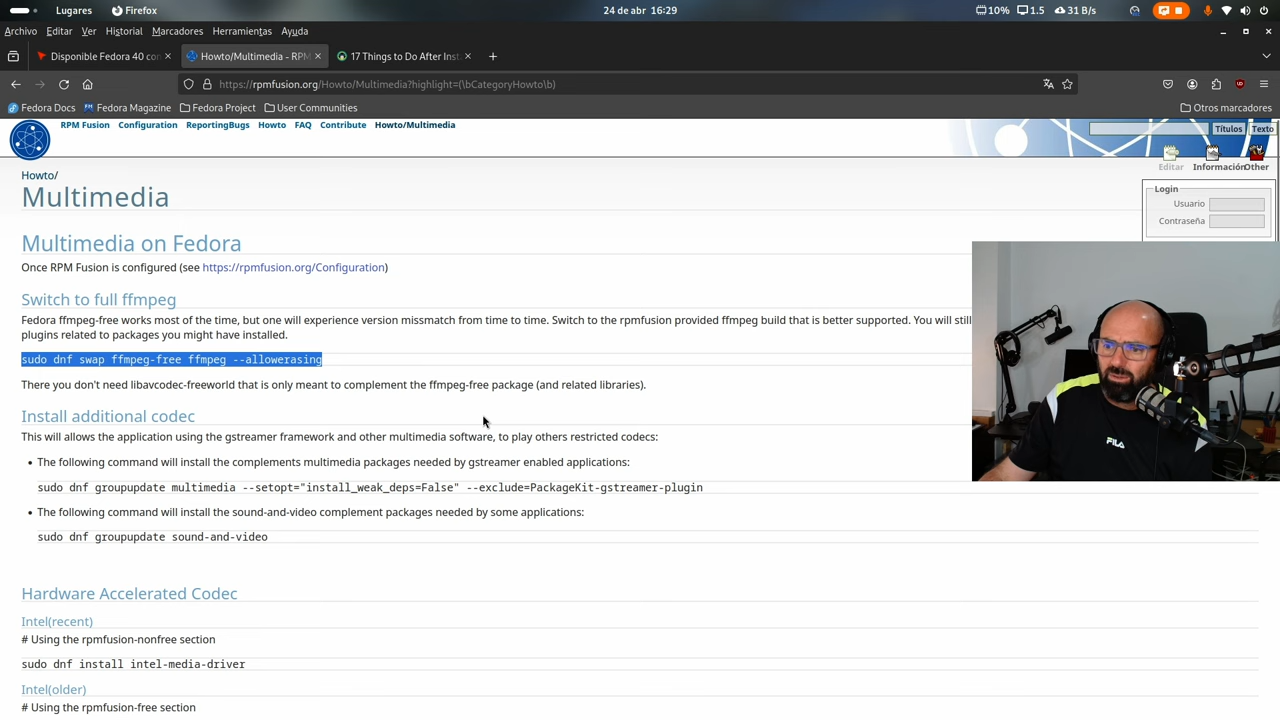 Lugares
Firefox
24 de abr 16:29
10%
1.5
31 B/s
Archivo Editar Ver Historial Marcadores Herramientas Ayuda
Disponible Fedora 40 con
Howto/Multimedia - RPM
17 Things to Do After Inst
https://rpmfusion.org/Howto/Multimedia?highlight=(\bCategoryHowto\b)
Fedora Docs
Fedora Magazine
Fedora Project
User Communities
Otros marcadores
RPM Fusion Configuration ReportingBugs Howto FAQ Contribute Howto/Multimedia
Títulos Texto
Editar Información Other
Login
Usuario
Contraseña
Howto/
Multimedia
Multimedia on Fedora
Once RPM Fusion is configured (see https://rpmfusion.org/Configuration)
Switch to full ffmpeg
Fedora ffmpeg-free works most of the time, but one will experience version missmatch from time to time. Switch to the rpmfusion provided ffmpeg build that is better supported. You will still
plugins related to packages you might have installed.
sudo dnf swap ffmpeg-free ffmpeg --allowerasing
There you don't need libavcodec-freeworld that is only meant to complement the ffmpeg-free package (and related libraries).
Install additional codec
This will allows the application using the gstreamer framework and other multimedia software, to play others restricted codecs:
• The following command will install the complements multimedia packages needed by gstreamer enabled applications:
sudo dnf groupupdate multimedia --setopt="install_weak_deps=False" --exclude=PackageKit-gstreamer-plugin
• The following command will install the sound-and-video complement packages needed by some applications:
sudo dnf groupupdate sound-and-video
Hardware Accelerated Codec
Intel(recent)
# Using the rpmfusion-nonfree section
sudo dnf install intel-media-driver
Intel(older)
# Using the rpmfusion-free section
FILA